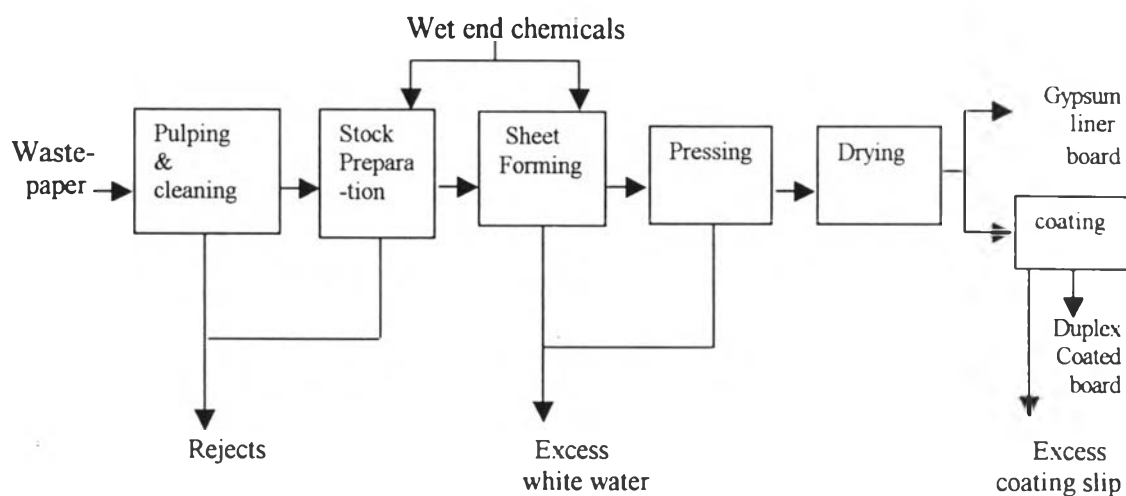 Wet end chemicals
Waste-
paper
Pulping
&
cleaning
Stock
Prepara
-tion
Sheet
Forming
Pressing
Drying
Gypsum
liner
board
coating
Duplex
Coated
board
Rejects
Excess
white water
Excess
coating slip